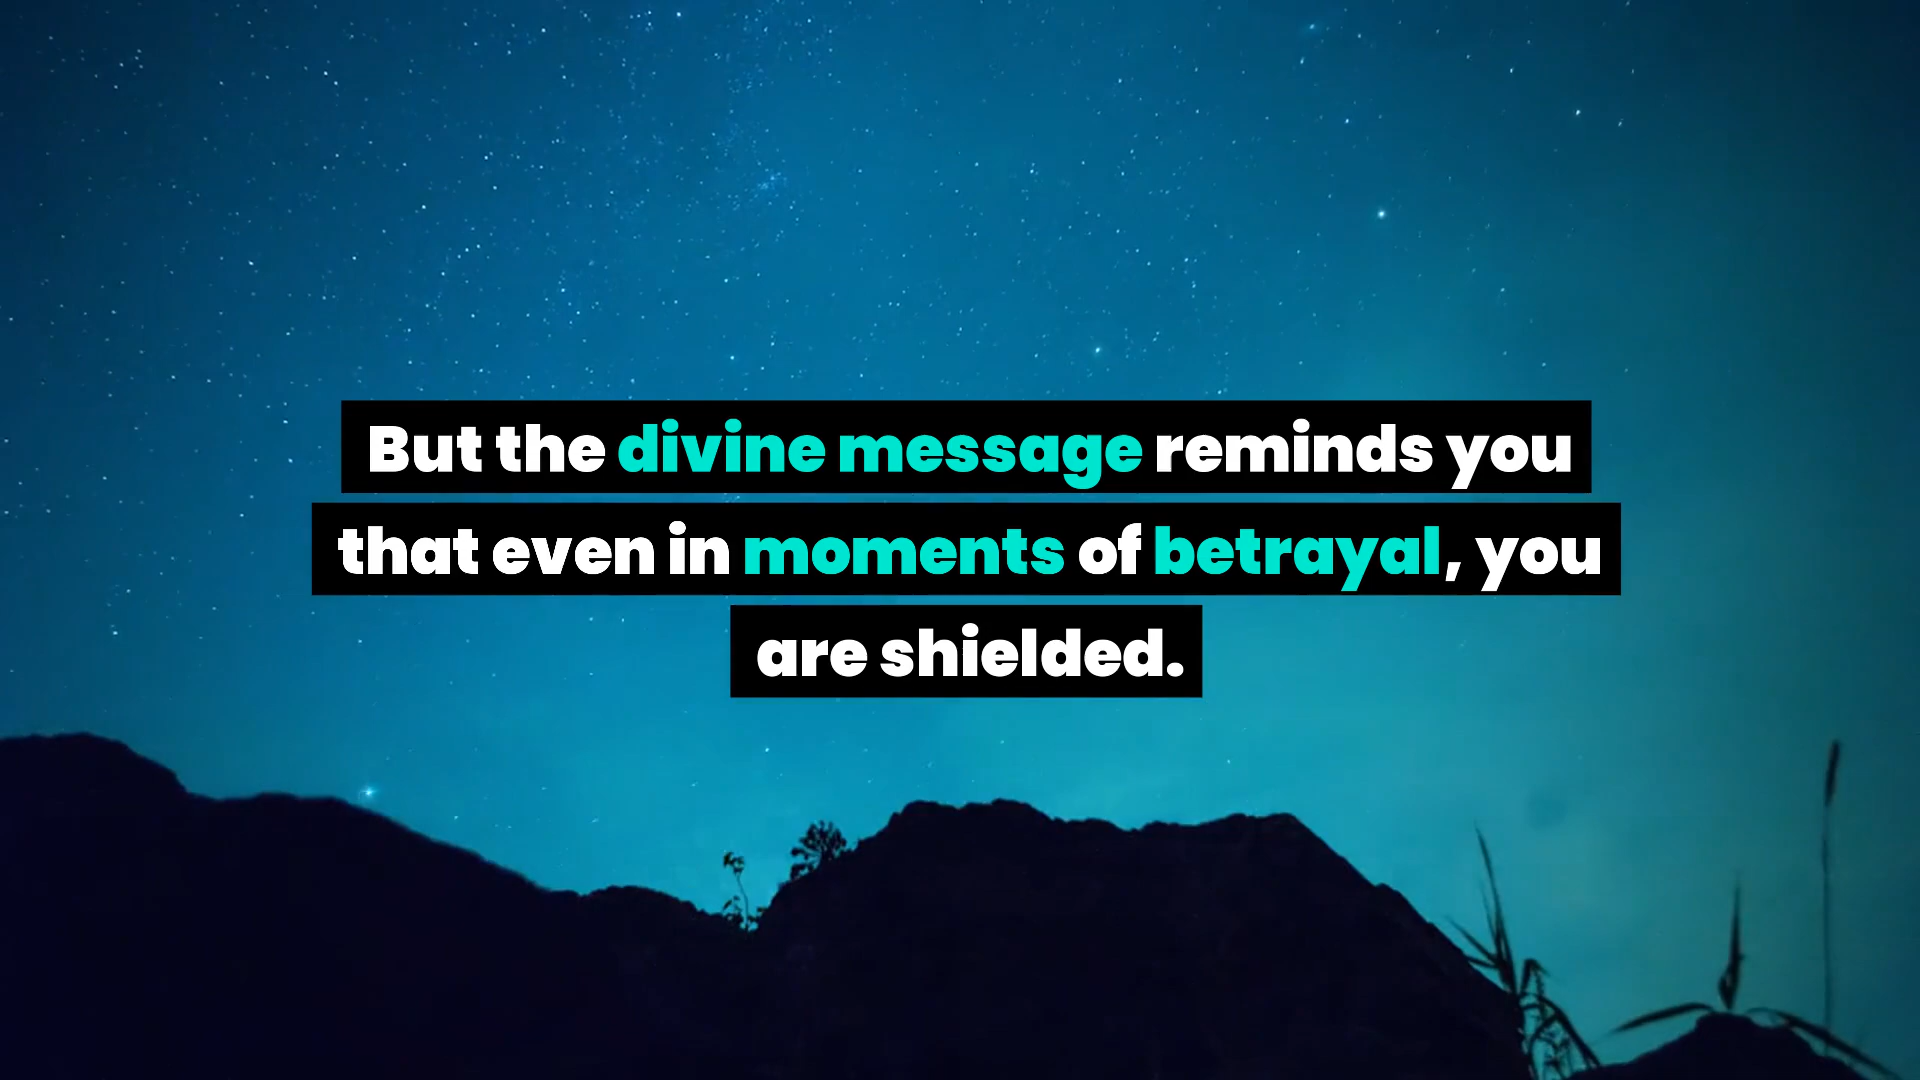 But the divine message reminds you
that even in moments of betrayal, you
are shielded.